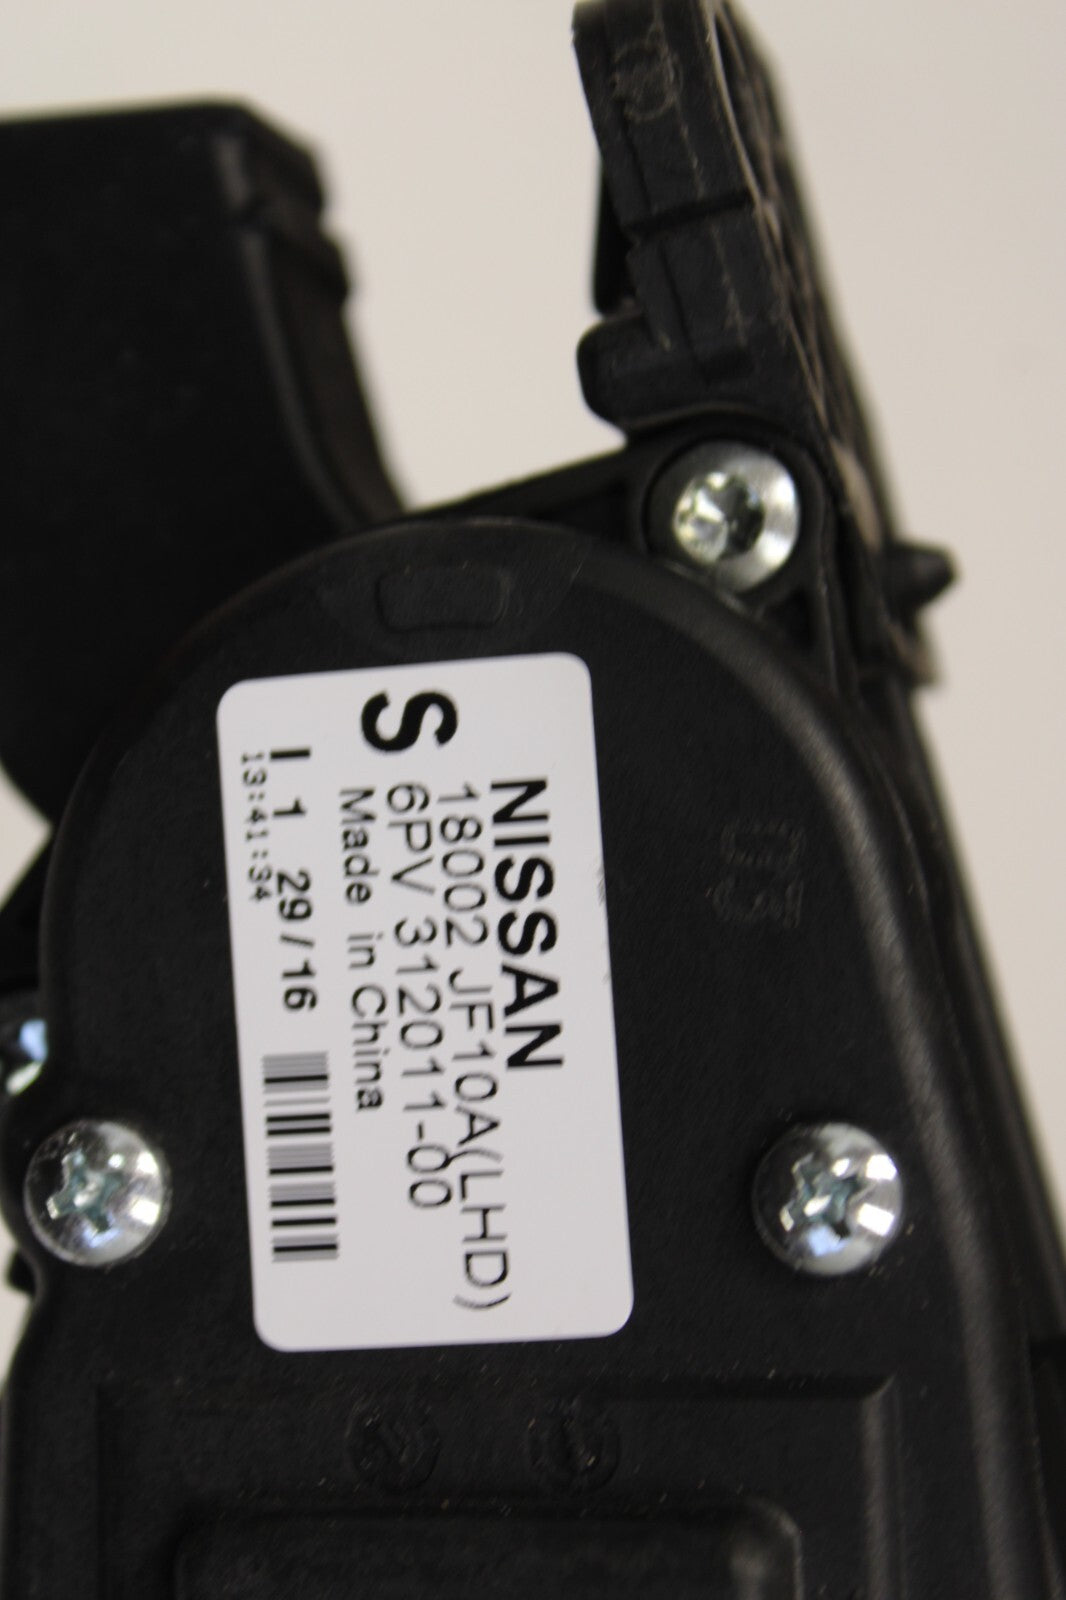 NISSAN
18002 JF10A(LHD)
S 6PV 312011-00
Made in China
I 1 29/16
13:41:34